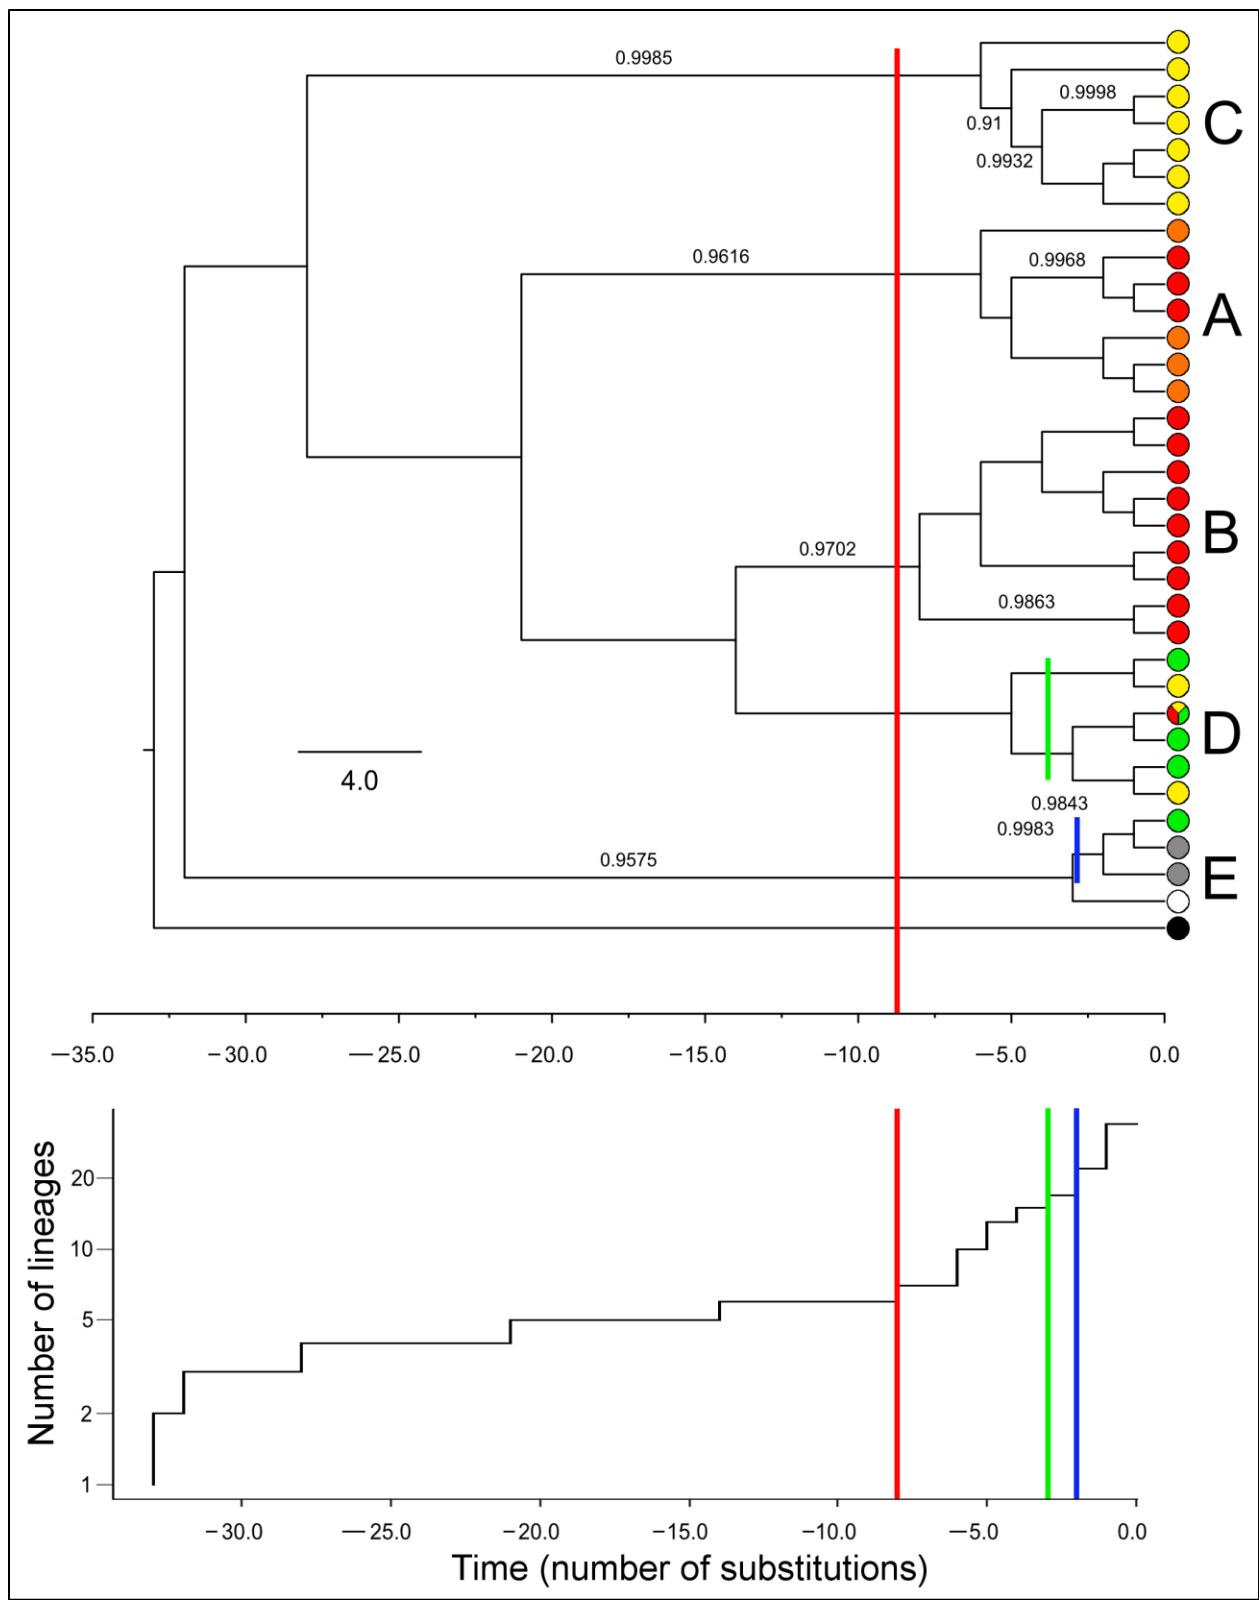 0.9985
0.9998
C
0.91
0.9932
0.9616
0.9968
A
0.9702
B
0.9863
D
4.0
0.9843
0.9983
0.9575
E
−35.0 −30.0 −25.0 −20.0 −15.0 −10.0 −5.0 0.0
Number of lineages
20
10
5
2
1
−30.0 −25.0 −20.0 −15.0 −10.0 −5.0 0.0
Time (number of substitutions)